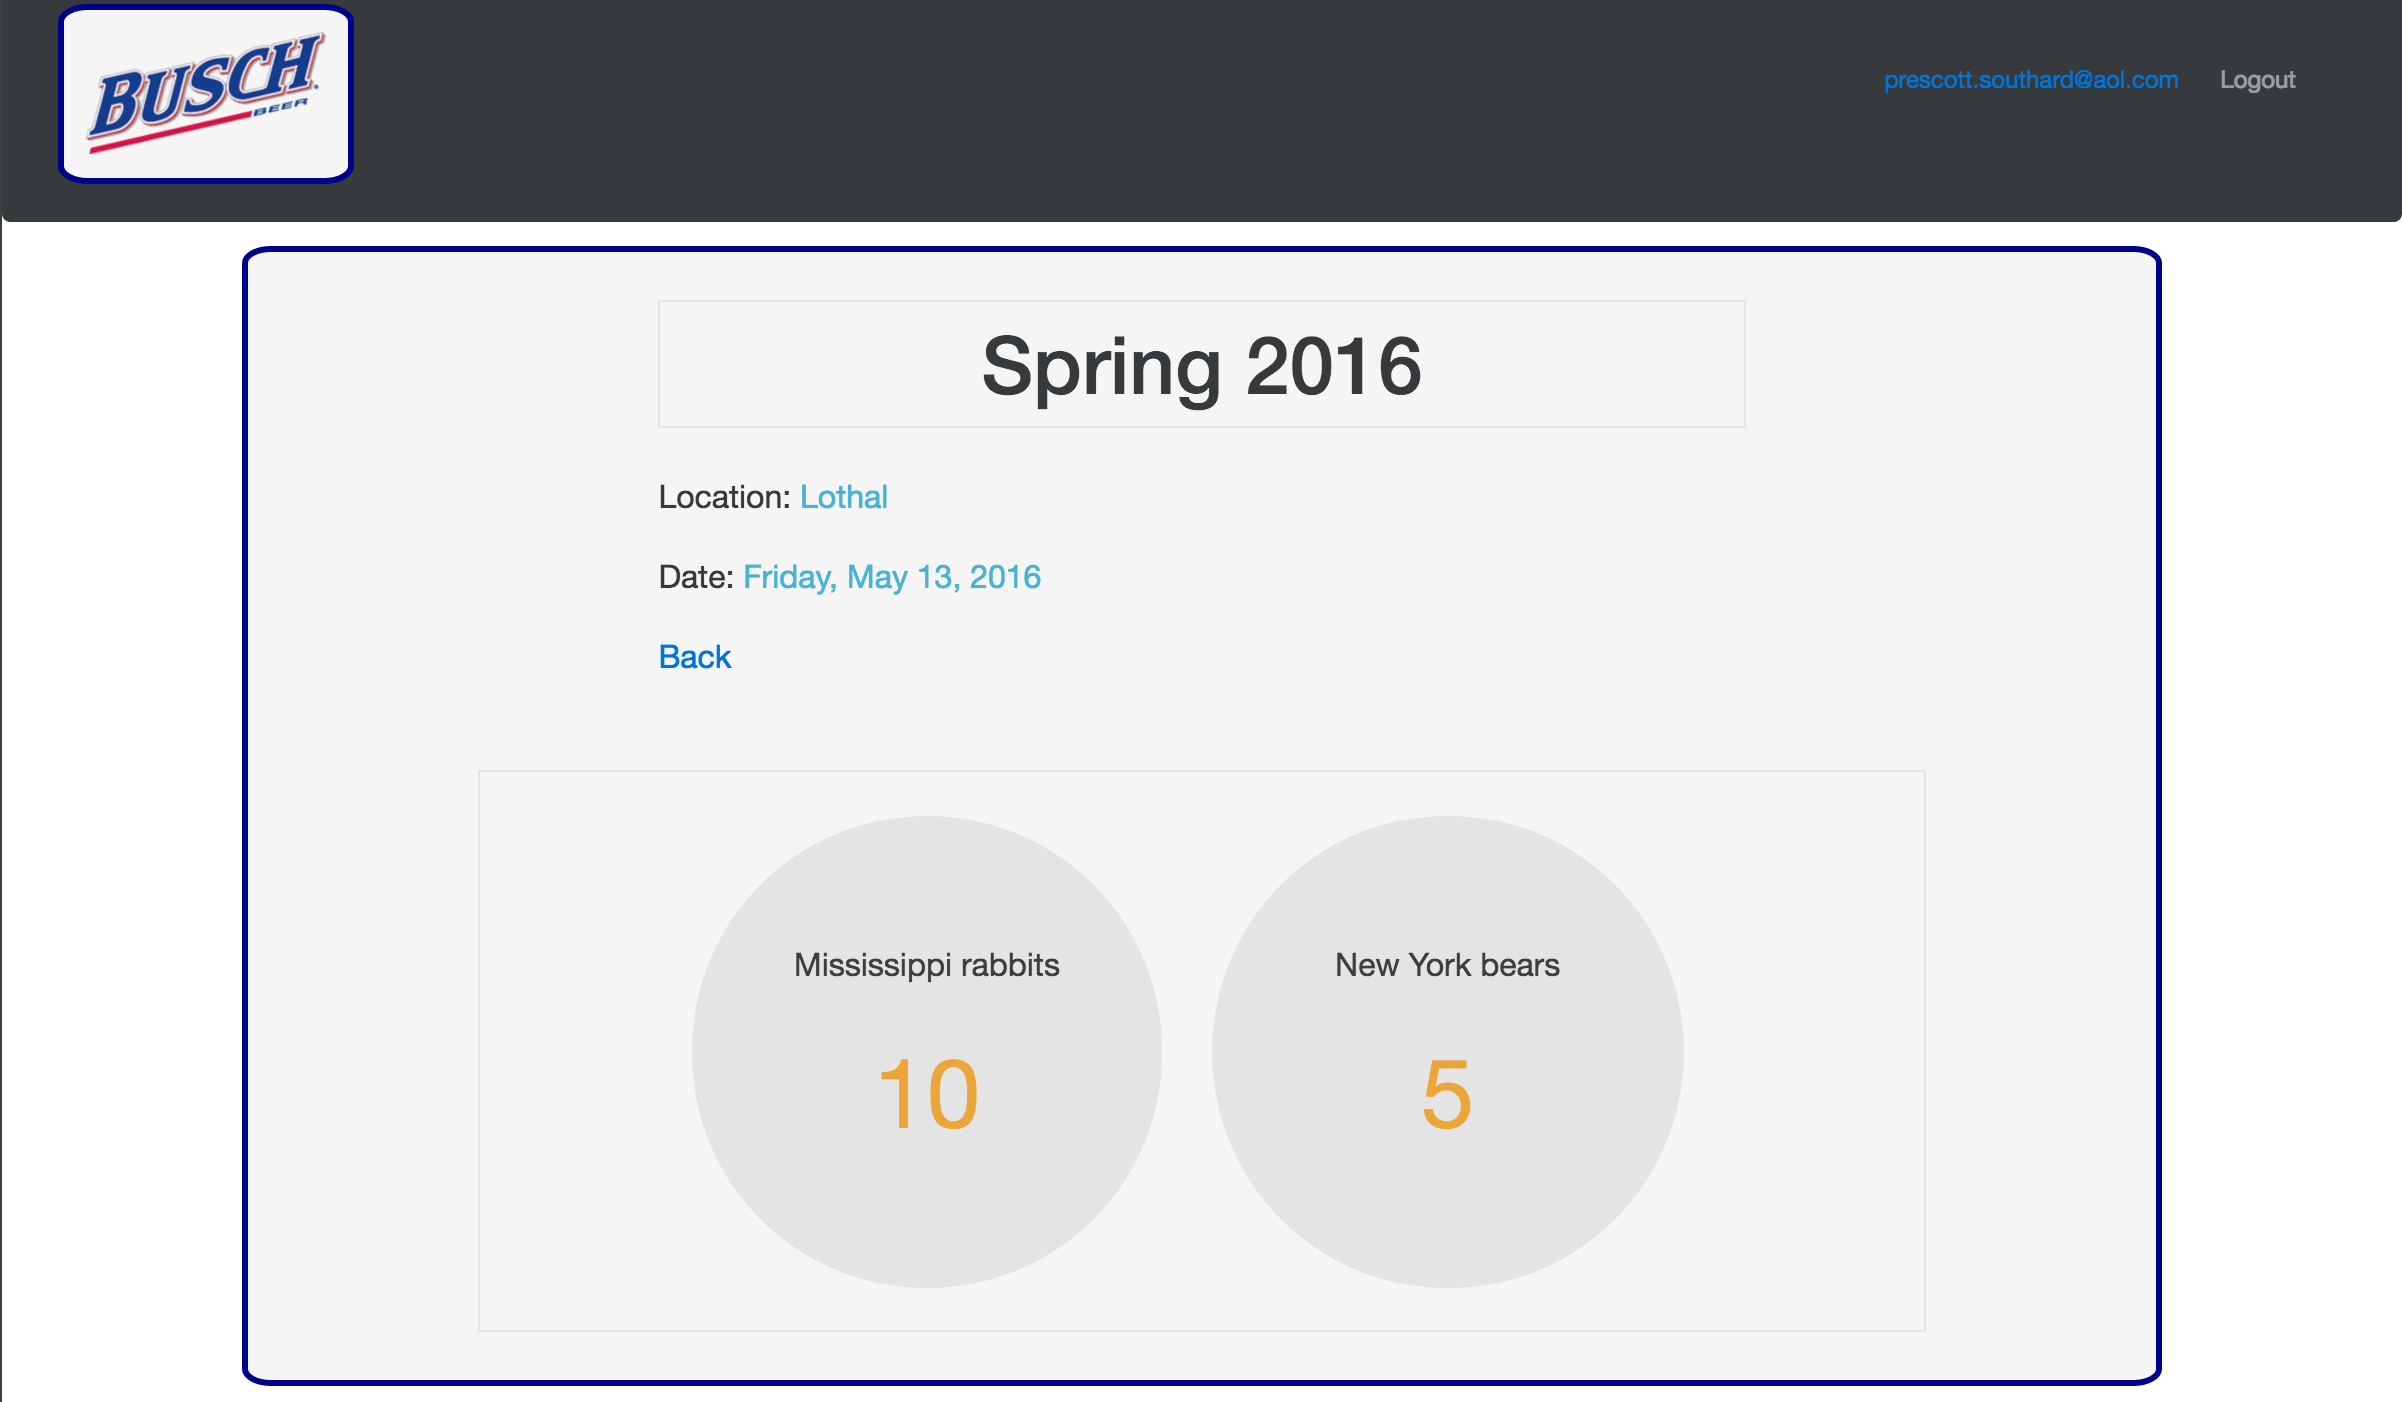 BUSCH
BEER
prescott.southard@aol.com Logout
Spring 2016
Location: Lothal
Date: Friday, May 13, 2016
Back
Mississippi rabbits New York bears
10 5